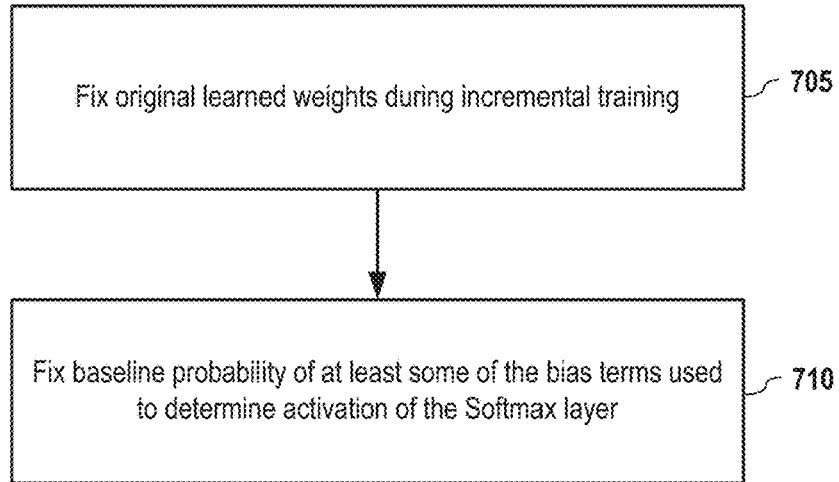 Fix original learned weights during incremental training
705
Fix baseline probability of at least some of the bias terms used
to determine activation of the Softmax layer
710